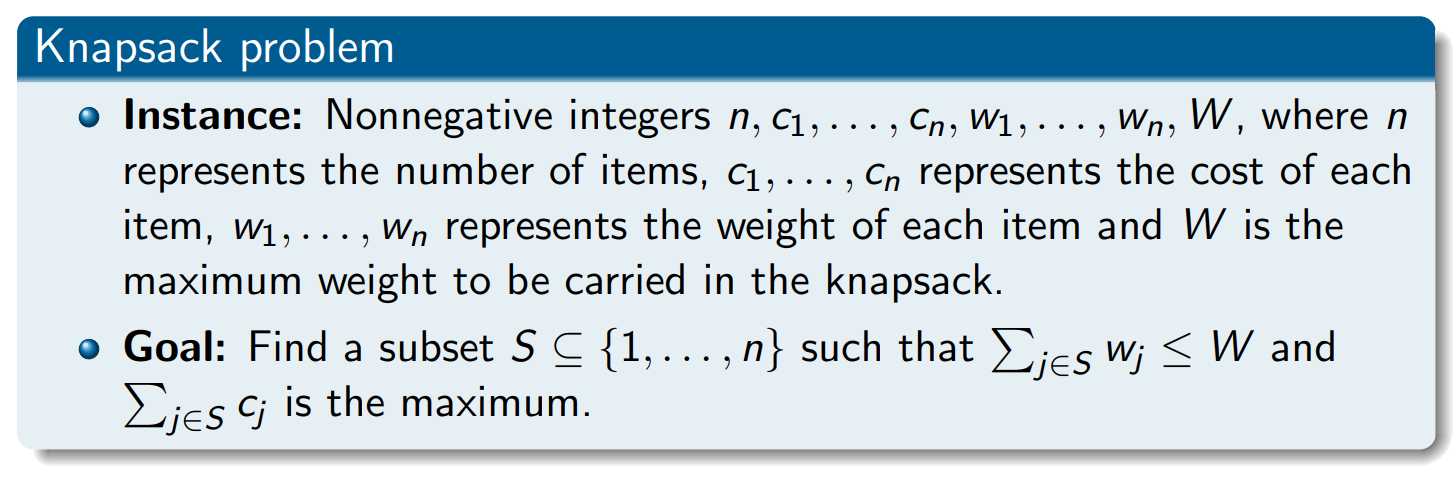 Knapsack problem
Instance: Nonnegative integers n, c₁, . . . , cₙ, w₁, . . . , wₙ, W, where n
represents the number of items, c₁, . . . , cₙ represents the cost of each
item, w₁, . . . , wₙ represents the weight of each item and W is the
maximum weight to be carried in the knapsack.
Goal: Find a subset S ⊆ {1, . . . , n} such that ∑_{j∈S} w_j ≤ W and
∑_{j∈S} c_j is the maximum.